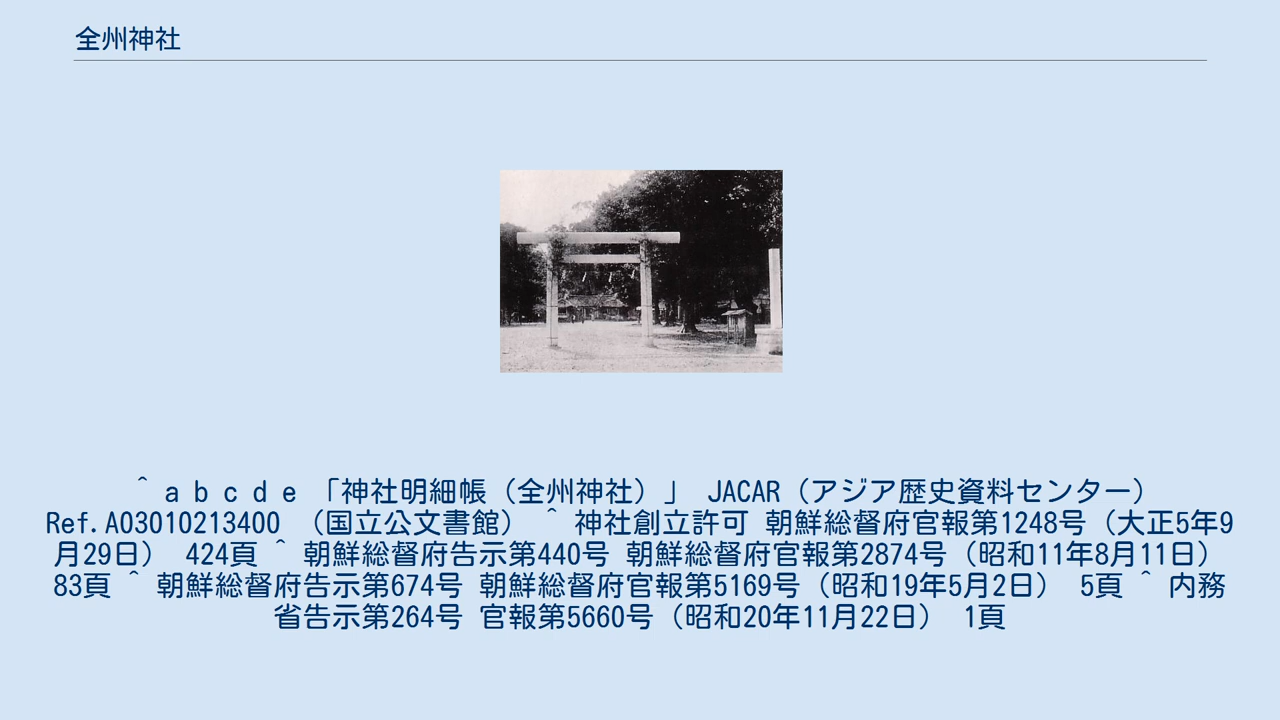 全州神社
^ a b c d e 「神社明細帳（全州神社）」 JACAR（アジア歴史資料センター）
Ref.A03010213400 （国立公文書館） ^ 神社創立許可 朝鮮総督府官報第1248号（大正5年9
月29日） 424頁 ^ 朝鮮総督府告示第440号 朝鮮総督府官報第2874号（昭和11年8月11日）
83頁 ^ 朝鮮総督府告示第674号 朝鮮総督府官報第5169号（昭和19年5月2日） 5頁 ^ 内務
省告示第264号 官報第5660号（昭和20年11月22日） 1頁